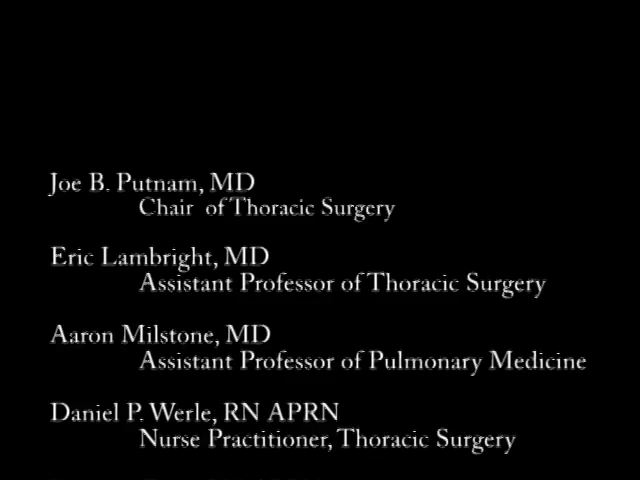 Joe B. Putnam, MD
Chair of Thoracic Surgery
Eric Lambright, MD
Assistant Professor of Thoracic Surgery
Aaron Milstone, MD
Assistant Professor of Pulmonary Medicine
Daniel P. Werle, RN APRN
Nurse Practitioner, Thoracic Surgery